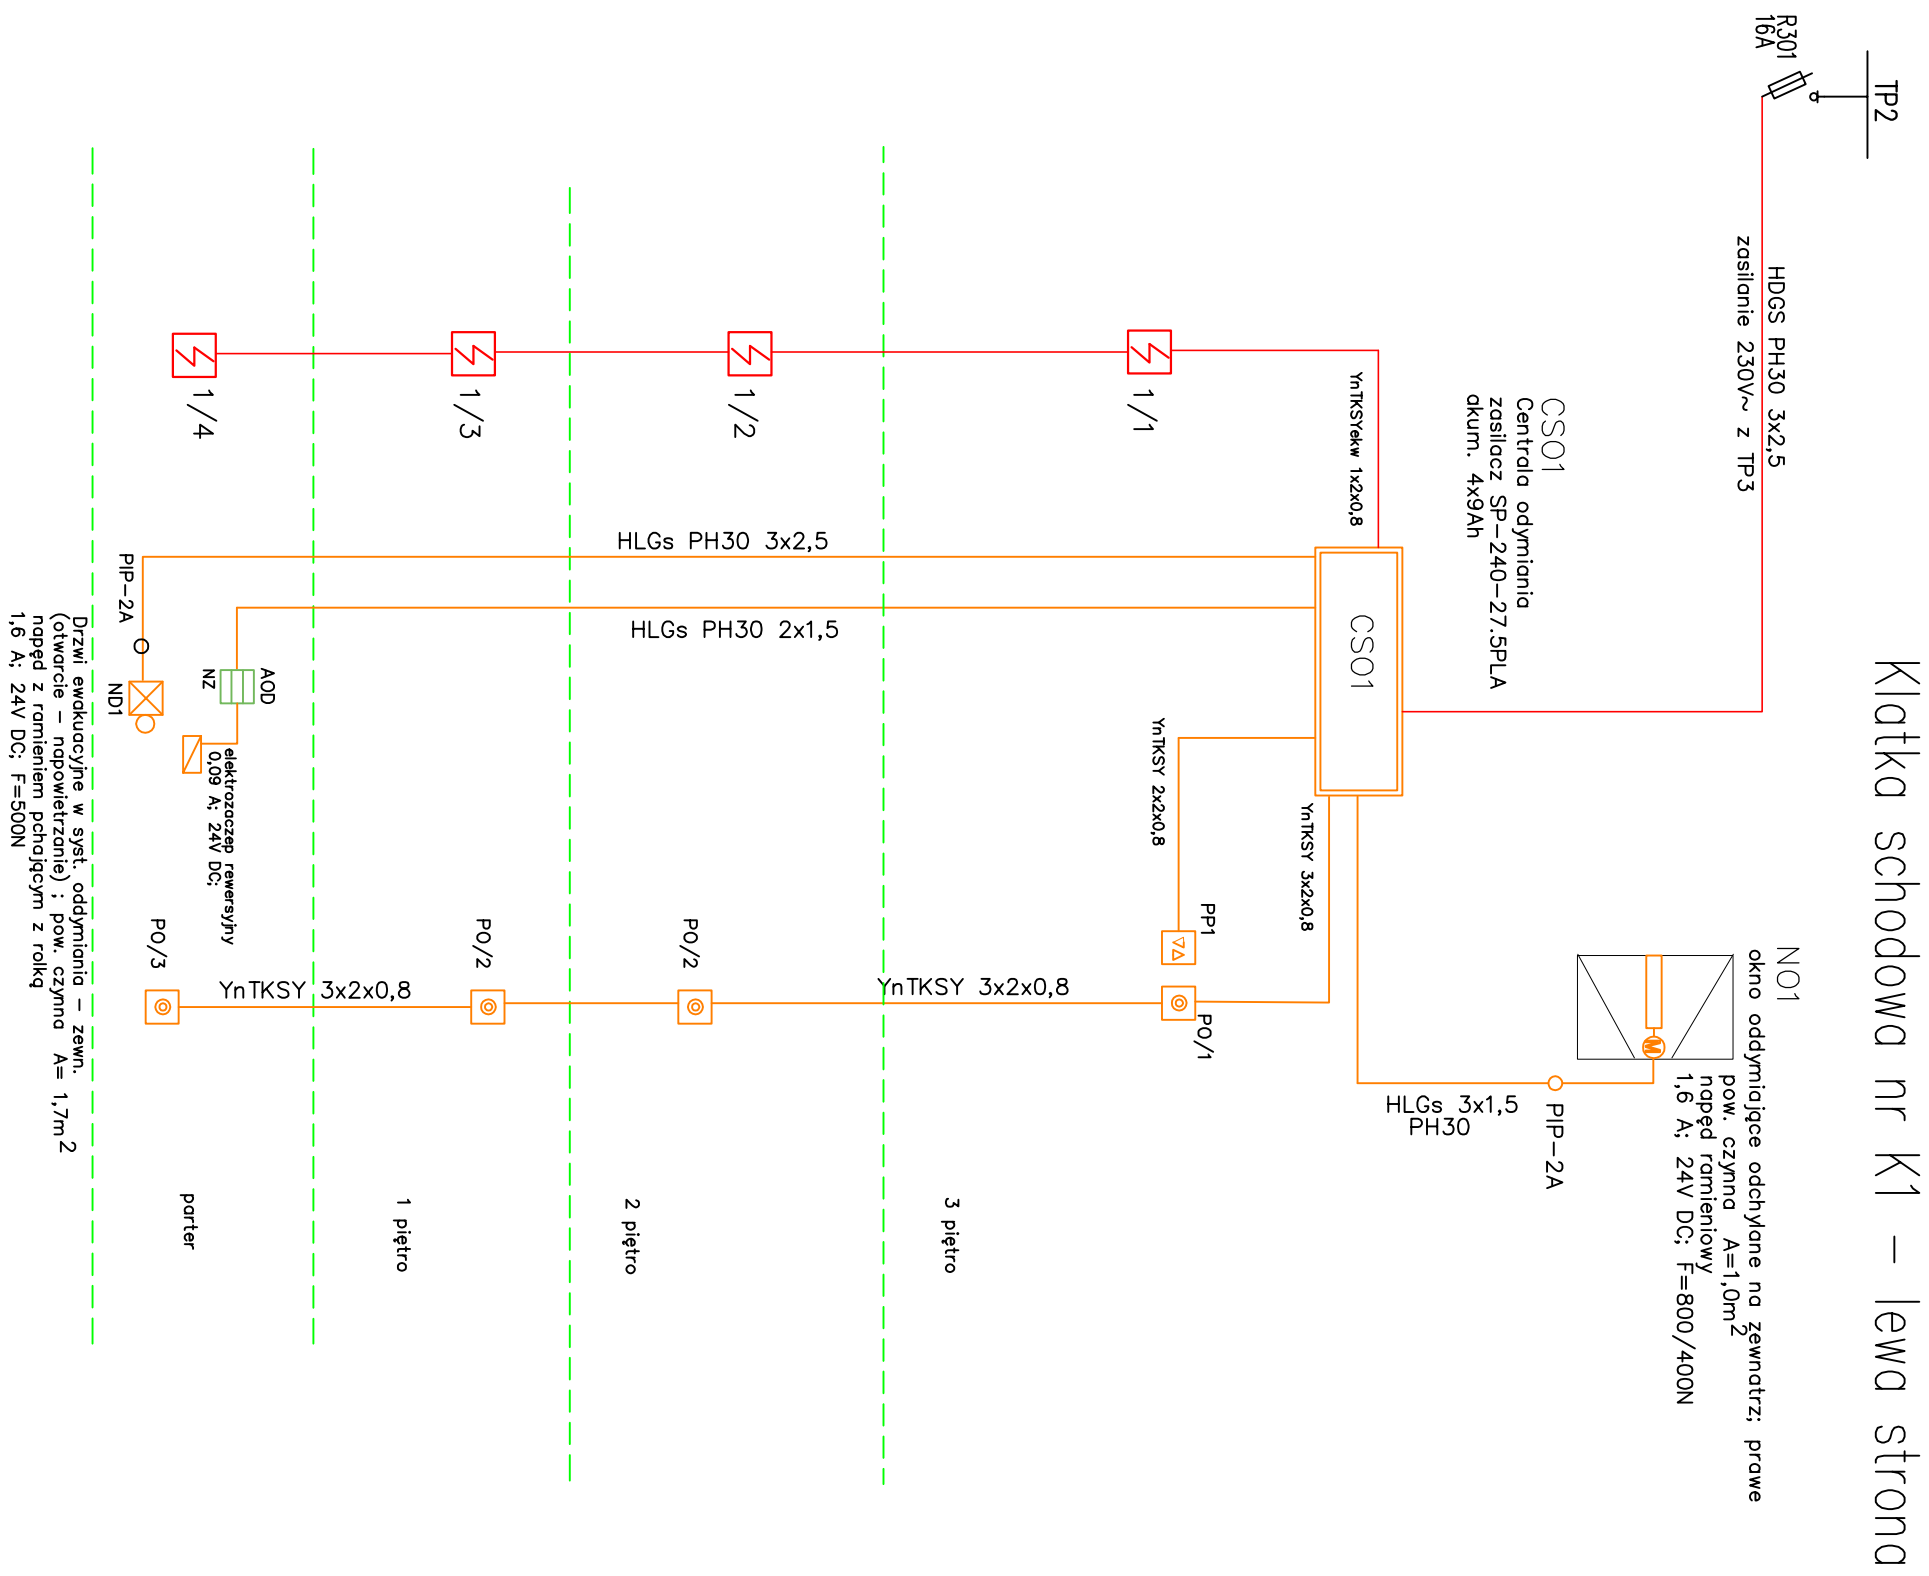 Klatka schodowa nr K1 - lewa strona
TP2
R301
16A
HDGS PH30 3x2,5
zasilanie 230V~ z TP3
NO1
okno oddymiające odchylane na zewnatrz; prawe
pow. czynna A=1,0m2
napęd ramieniowy
1,6 A; 24V DC; F=800/400N
M
PIP-2A
HLGs 3x1,5
PH30
CSO1
Centrala odymiania
zasilacz SP-240-27.5PLA
akum. 4x9Ah
CSO1
YnTKSYekw 1x2x0,8
YnTKSY 3x2x0,8
YnTKSY 2x2x0,8
PP1
PO/1
1/1
3 piętro
YnTKSY 3x2x0,8
HLGs PH30 3x2,5
HLGs PH30 2x1,5
1/2
PO/2
2 piętro
1/3
PO/2
1 piętro
YnTKSY 3x2x0,8
1/4
AOD
NZ
elektrozaczep rewersyjny
0,09 A; 24V DC;
PO/3
parter
PIP-2A
ND1
Drzwi ewakuacyjne w syst. oddymiania - zewn.
(otwarcie - napowietrzanie) ; pow. czynna A= 1,7m2
napęd z ramieniem pchającym z rolką
1,6 A; 24V DC; F=500N